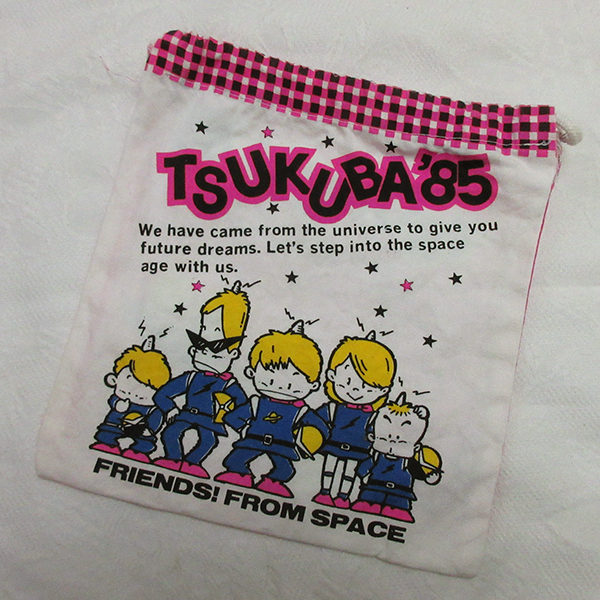 TSUKUBA'85
We have came from the universe to give you
future dreams. Let's step into the space
age with us.
FRIENDS! FROM SPACE